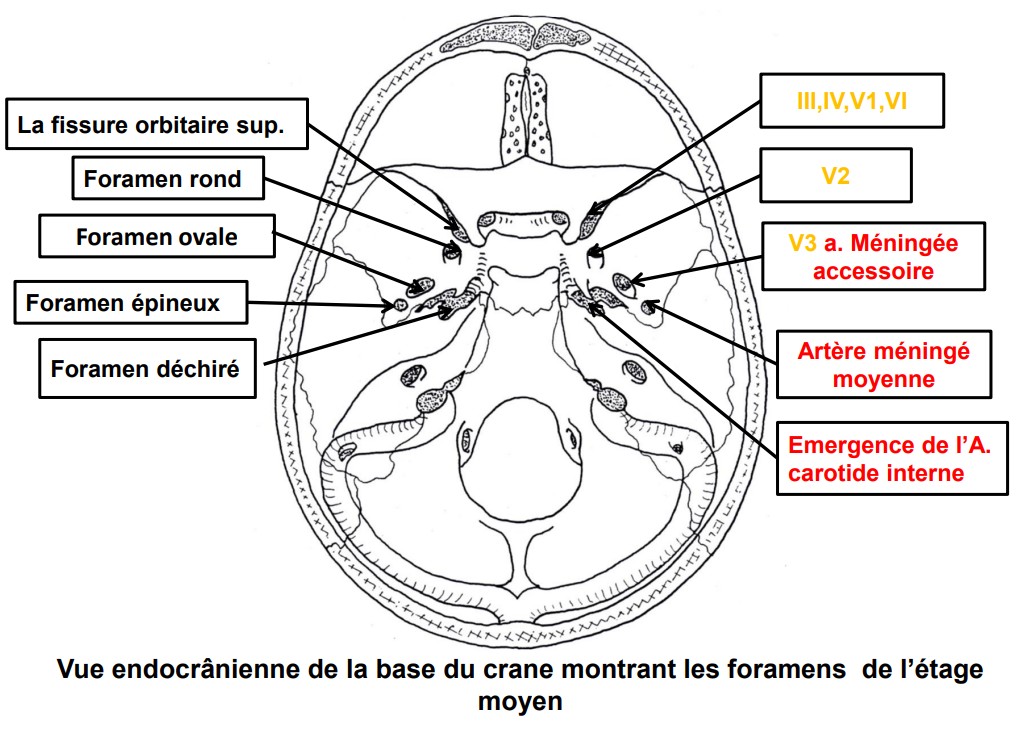 La fissure orbitaire sup.
Foramen rond
Foramen ovale
Foramen épineux
Foramen déchiré
III,IV,V1,VI
V2
V3 a. Méningée
accessoire
Artère méningé
moyenne
Emergence de l’A.
carotide interne
Vue endocrânienne de la base du crane montrant les foramens de l’étage
moyen